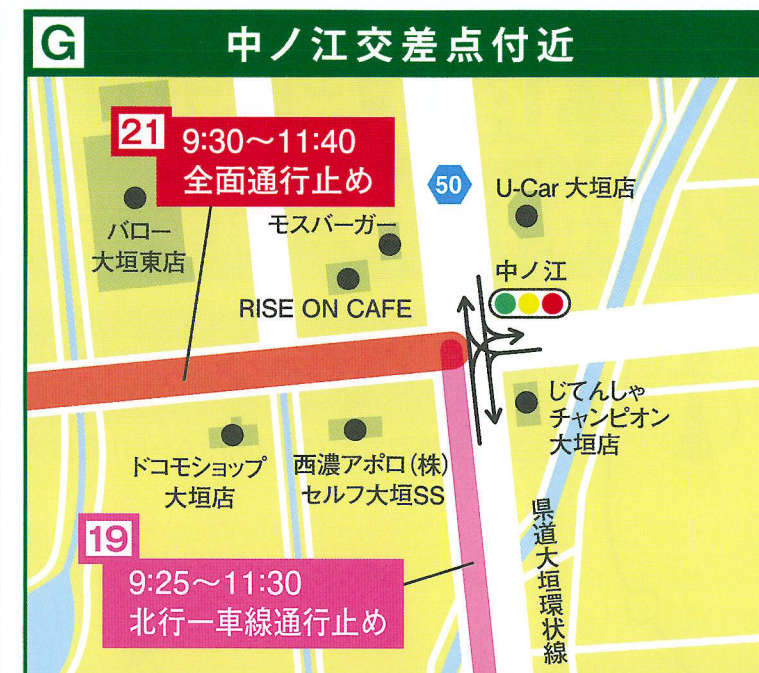 G
中ノ江交差点付近
21
9:30～11:40
全面通行止め
50
U-Car 大垣店
バロー
大垣東店
モスバーガー
中ノ江
RISE ON CAFE
じてんしゃ
チャンピオン
大垣店
ドコモショップ
大垣店
西濃アポロ(株)
セルフ大垣SS
県道大垣環状線
19
9:25～11:30
北行一車線通行止め